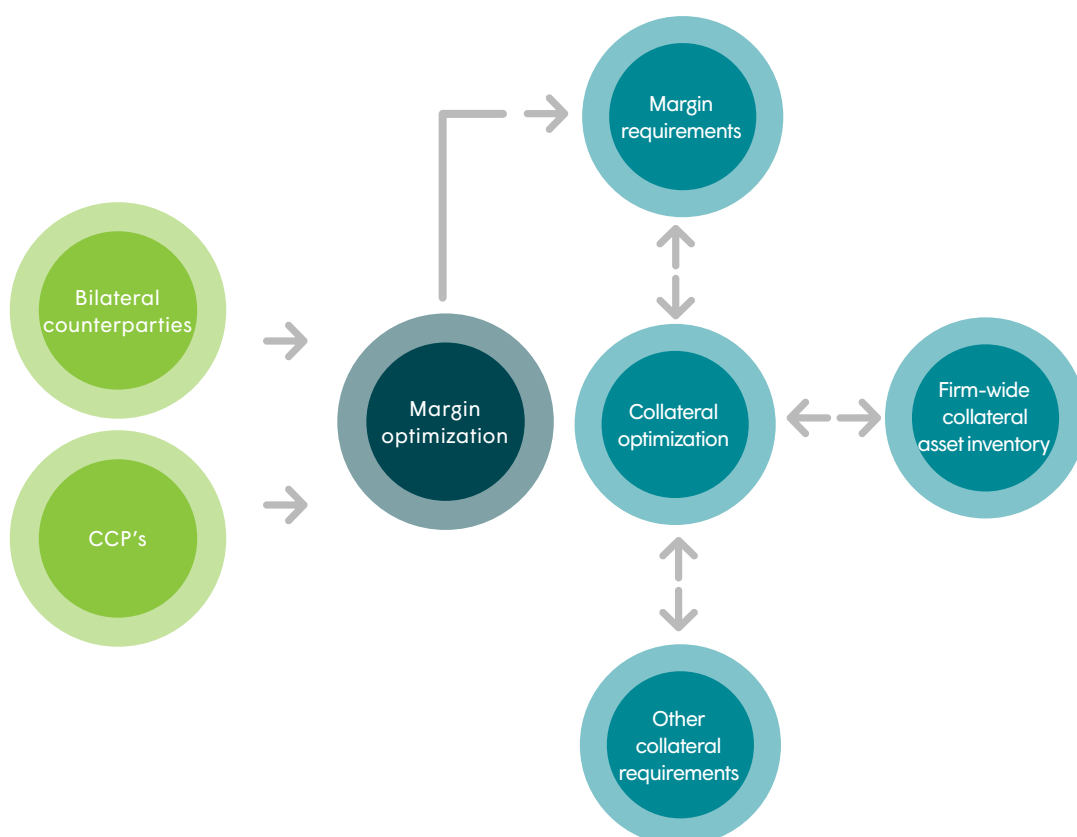 Margin
requirements
Bilateral
counterparties
Margin
optimization
Collateral
optimization
Firm-wide
collateral
asset inventory
CCP's
Other
collateral
requirements